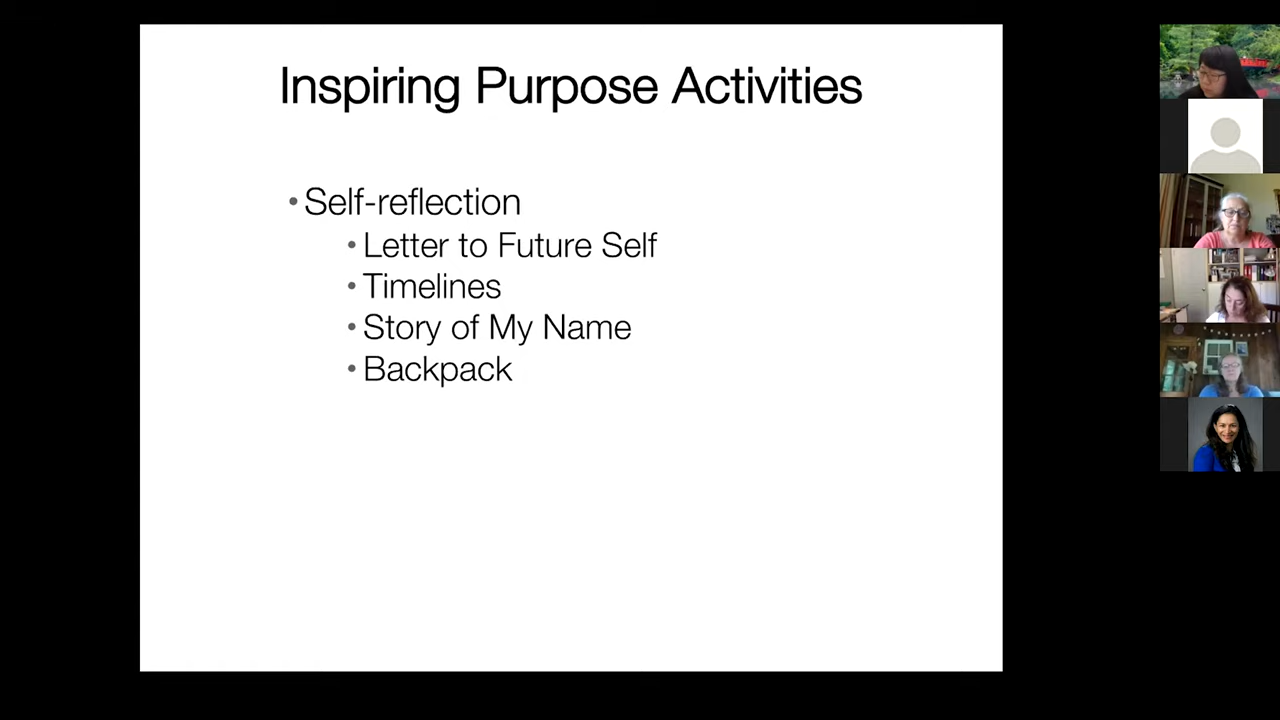 Inspiring Purpose Activities
• Self-reflection
• Letter to Future Self
• Timelines
• Story of My Name
• Backpack